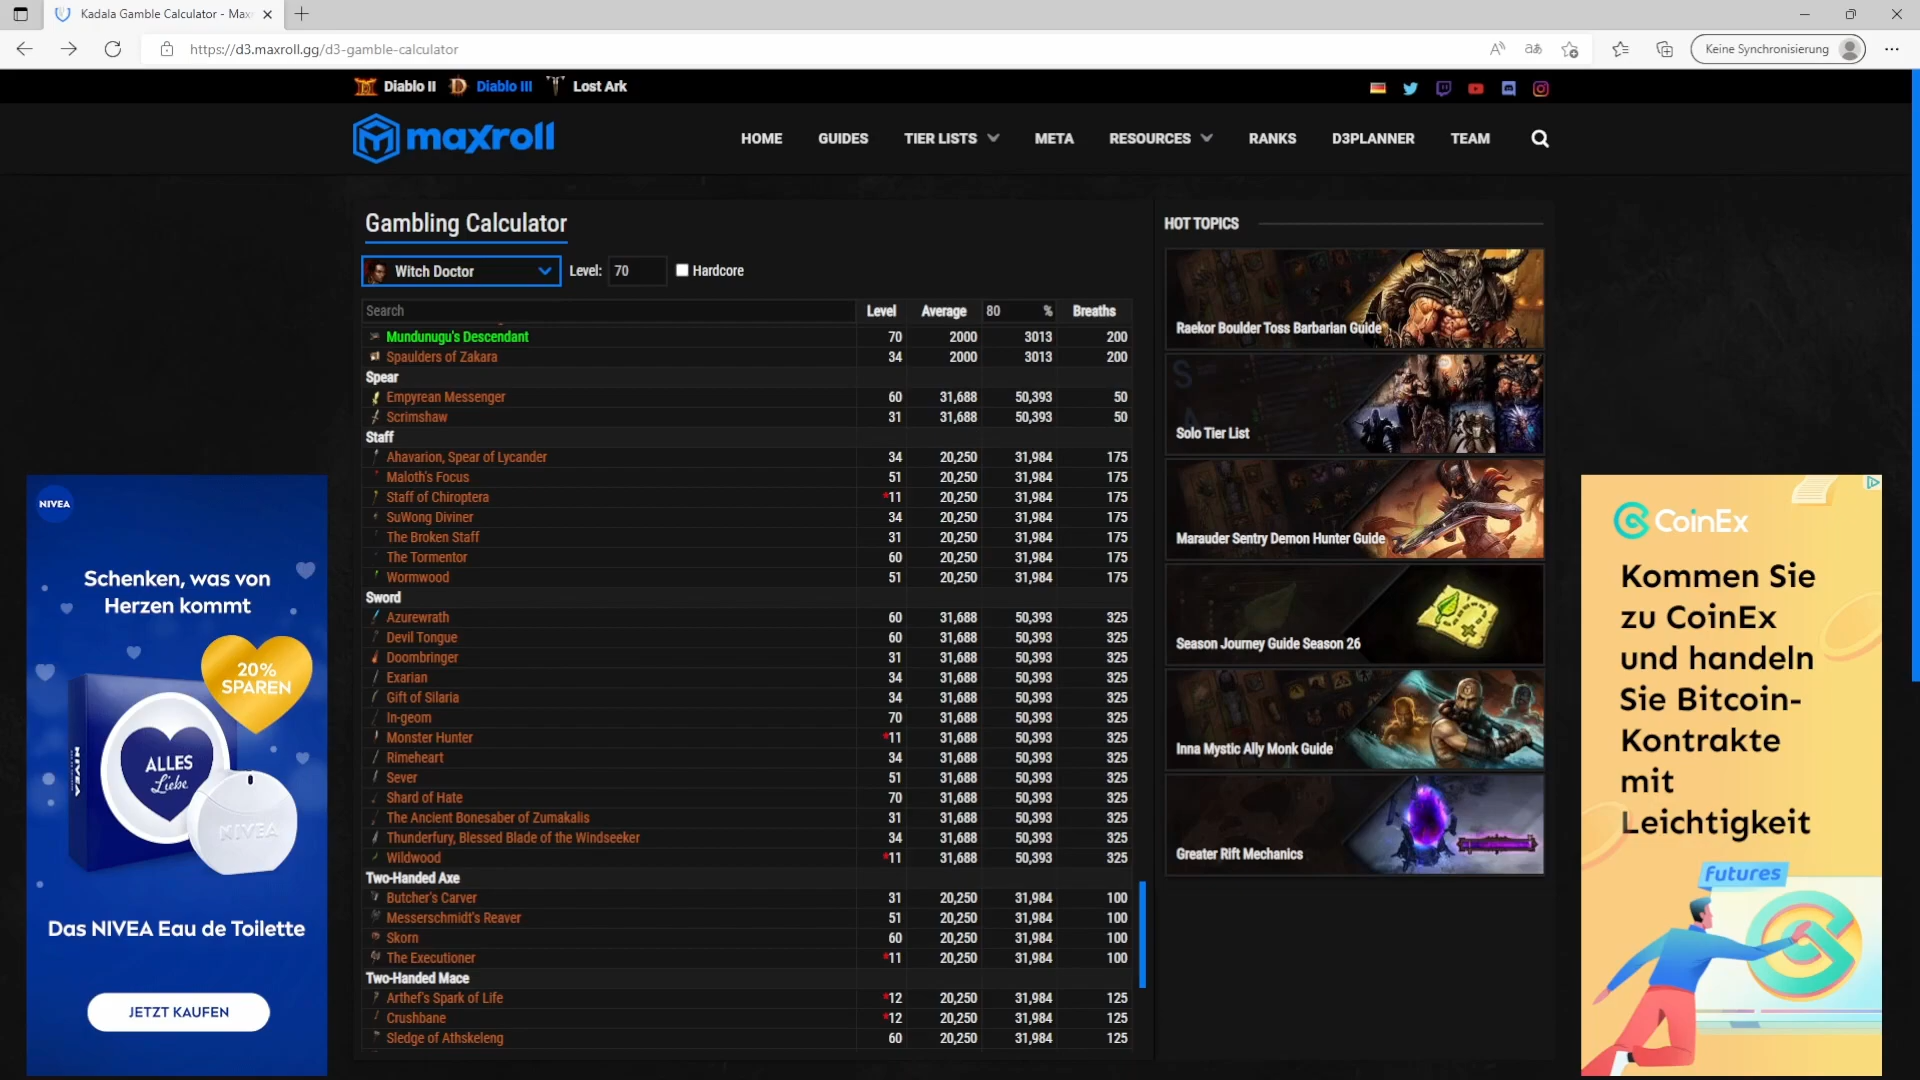 Kadala Gamble Calculator - Max
https://d3.maxroll.gg/d3-gamble-calculator
Keine Synchronisierung
Diablo II
Diablo III
Lost Ark
maxroll
HOME
GUIDES
TIER LISTS
META
RESOURCES
RANKS
D3PLANNER
TEAM
Gambling Calculator
Witch Doctor
Level:
70
Hardcore
Search Level Average 80 % Breaths
Mundunugu's Descendant 70 2000 3013 200
Spaulders of Zakara 34 2000 3013 200
Spear
Empyrean Messenger 60 31,688 50,393 50
Scrimshaw 31 31,688 50,393 50
Staff
Ahavarion, Spear of Lycander 34 20,250 31,984 175
Maloth's Focus 51 20,250 31,984 175
Staff of Chiroptera *11 20,250 31,984 175
SuWong Diviner 34 20,250 31,984 175
The Broken Staff 31 20,250 31,984 175
The Tormentor 60 20,250 31,984 175
Wormwood 51 20,250 31,984 175
Sword
Azurewrath 60 31,688 50,393 325
Devil Tongue 60 31,688 50,393 325
Doombringer 31 31,688 50,393 325
Exarian 34 31,688 50,393 325
Gift of Silaria 34 31,688 50,393 325
In-geom 70 31,688 50,393 325
Monster Hunter *11 31,688 50,393 325
Rimeheart 34 31,688 50,393 325
Sever 51 31,688 50,393 325
Shard of Hate 70 31,688 50,393 325
The Ancient Bonesaber of Zumakalis 31 31,688 50,393 325
Thunderfury, Blessed Blade of the Windseeker 34 31,688 50,393 325
Wildwood *11 31,688 50,393 325
Two-Handed Axe
Butcher's Carver 31 20,250 31,984 100
Messerschmidt's Reaver 51 20,250 31,984 100
Skorn 60 20,250 31,984 100
The Executioner *11 20,250 31,984 100
Two-Handed Mace
Arthef's Spark of Life *12 20,250 31,984 125
Crushbane *12 20,250 31,984 125
Sledge of Athskeleng 60 20,250 31,984 125
HOT TOPICS
Raekor Boulder Toss Barbarian Guide
Solo Tier List
Marauder Sentry Demon Hunter Guide
Season Journey Guide Season 26
Inna Mystic Ally Monk Guide
Greater Rift Mechanics
NIVEA
Schenken, was von
Herzen kommt
20%
SPAREN
ALLES
Liebe
NIVEA
NIVEA
Das NIVEA Eau de Toilette
JETZT KAUFEN
CoinEx
Kommen Sie
zu CoinEx
und handeln
Sie Bitcoin-
Kontrakte
mit
Leichtigkeit
futures